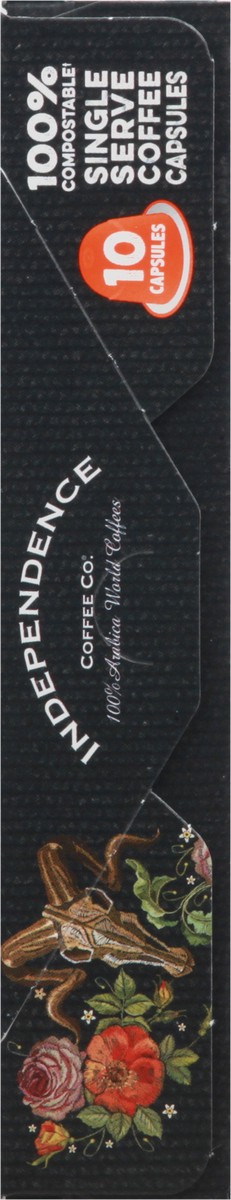 100%
COMPOSTABLE†
SINGLE
SERVE
COFFEE
CAPSULES
10
CAPSULES
INDEPENDENCE
COFFEE CO.
100% Arabica World Coffees